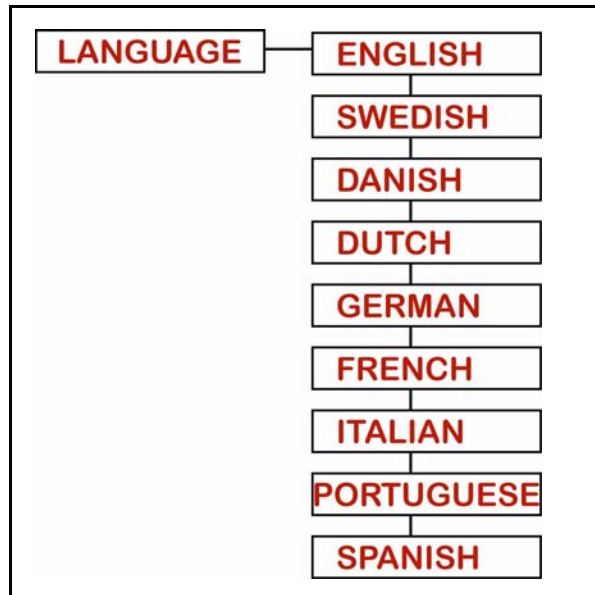 LANGUAGE ENGLISH
SWEDISH
DANISH
DUTCH
GERMAN
FRENCH
ITALIAN
PORTUGUESE
SPANISH